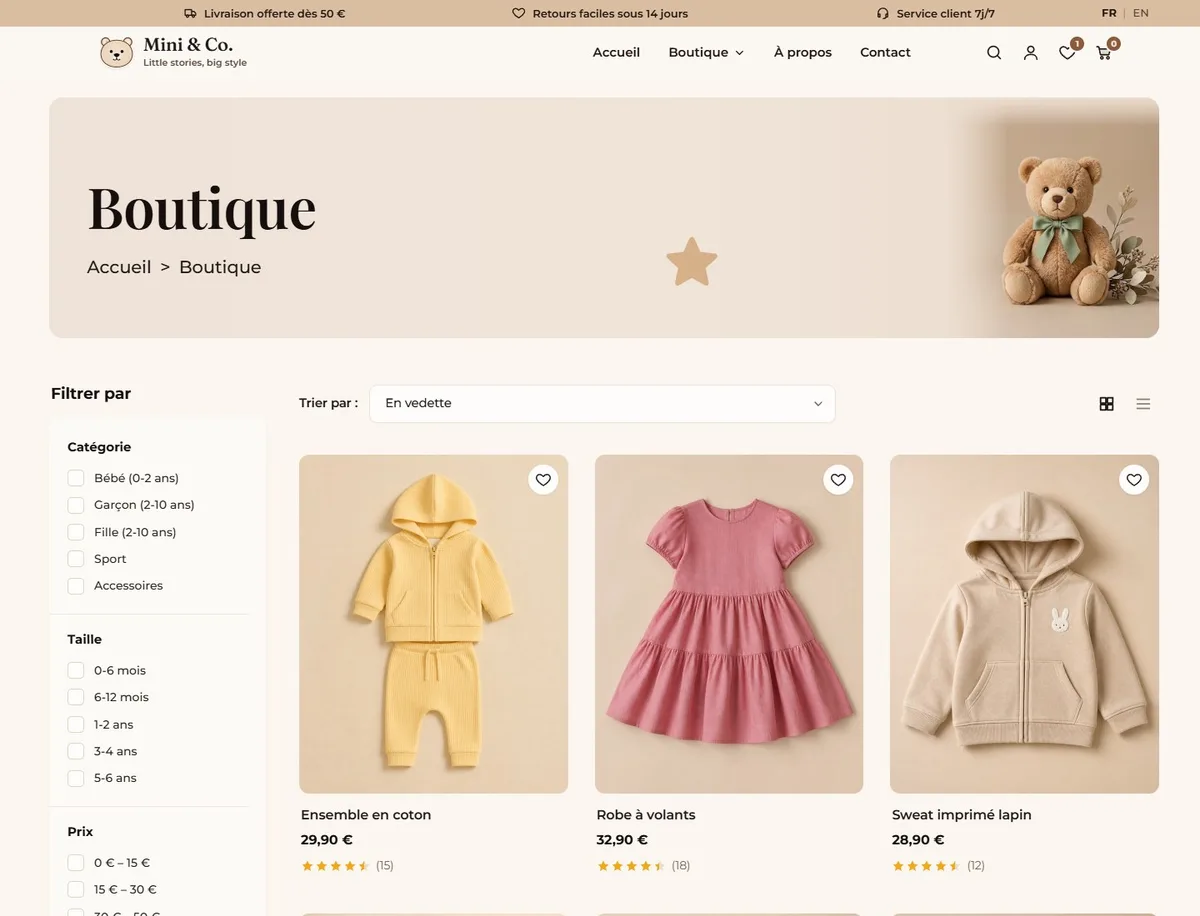 Livraison offerte dès 50 €
Retours faciles sous 14 jours
Service client 7j/7
FR | EN
Mini & Co.
Little stories, big style
Accueil
Boutique
À propos
Contact
1
0
Boutique
Accueil > Boutique
Filtrer par
Catégorie
Bébé (0-2 ans)
Garçon (2-10 ans)
Fille (2-10 ans)
Sport
Accessoires
Taille
0-6 mois
6-12 mois
1-2 ans
3-4 ans
5-6 ans
Prix
0 € – 15 €
15 € – 30 €
30 € – 50 €
Trier par :
En vedette
Ensemble en coton
29,90 €
(15)
Robe à volants
32,90 €
(18)
Sweat imprimé lapin
28,90 €
(12)